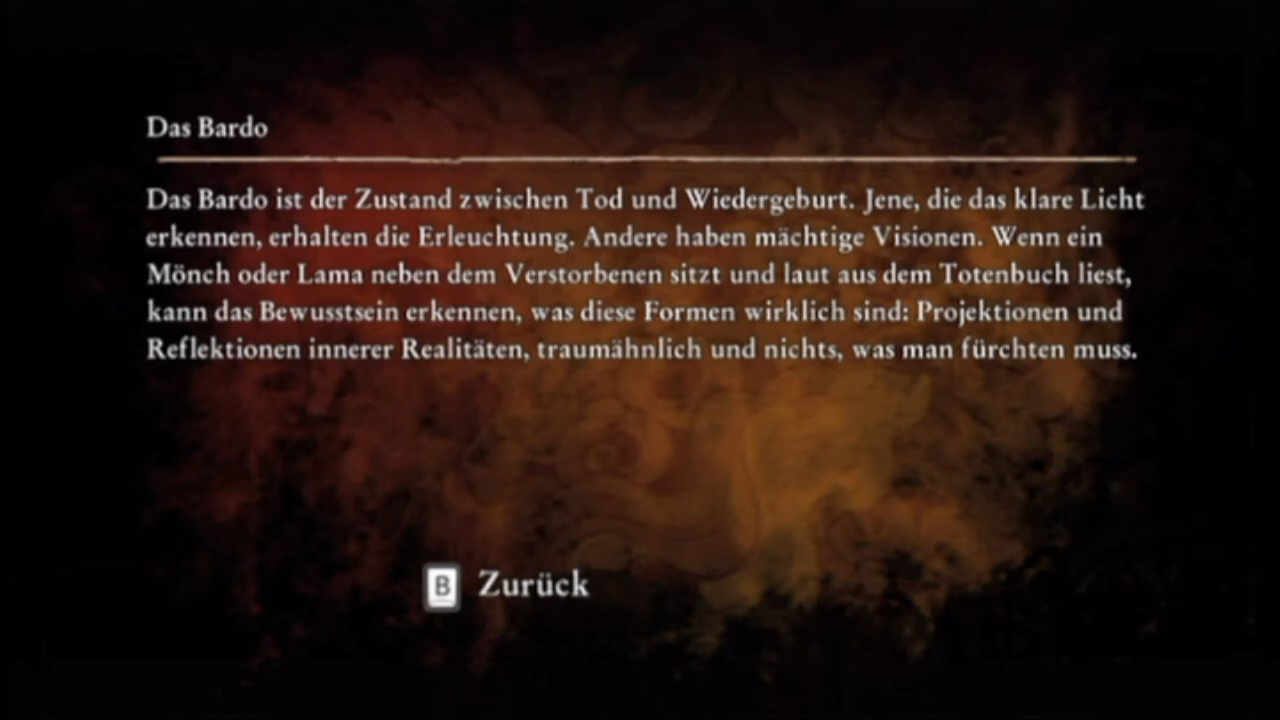 Das Bardo
Das Bardo ist der Zustand zwischen Tod und Wiedergeburt. Jene, die das klare Licht
erkennen, erhalten die Erleuchtung. Andere haben mächtige Visionen. Wenn ein
Mönch oder Lama neben dem Verstorbenen sitzt und laut aus dem Totenbuch liest,
kann das Bewusstsein erkennen, was diese Formen wirklich sind: Projektionen und
Reflektionen innerer Realitäten, traumähnlich und nichts, was man fürchten muss.
B Zurück